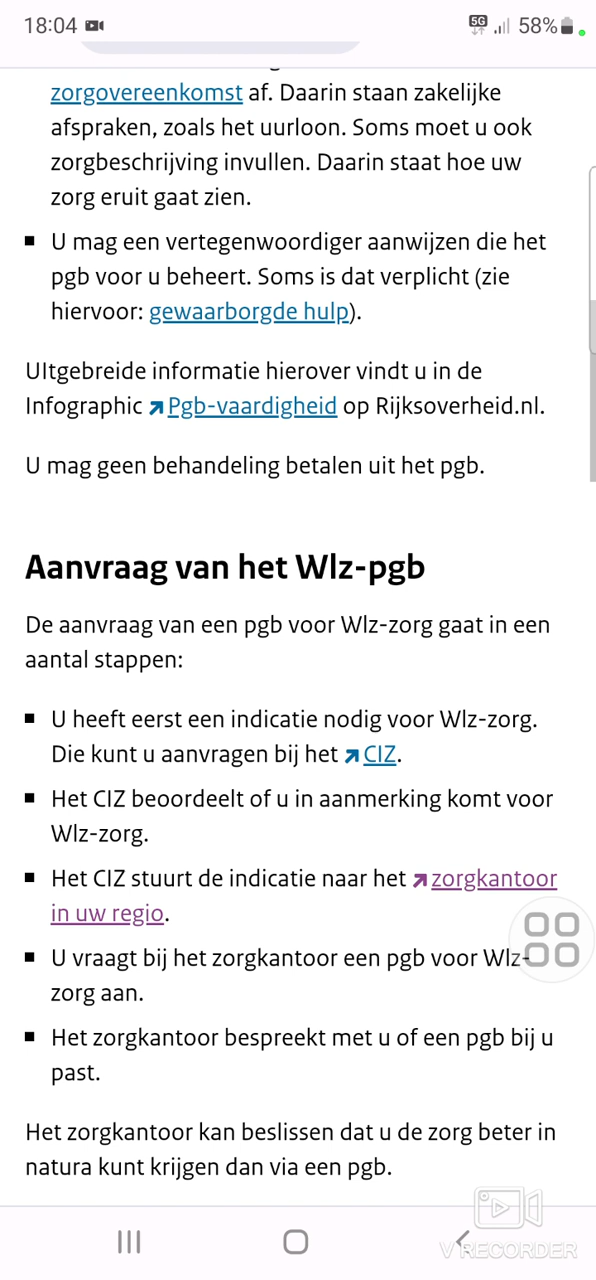 18:04
5G
58%
zorgovereenkomst af. Daarin staan zakelijke
afspraken, zoals het uurloon. Soms moet u ook
zorgbeschrijving invullen. Daarin staat hoe uw
zorg eruit gaat zien.
■ U mag een vertegenwoordiger aanwijzen die het
pgb voor u beheert. Soms is dat verplicht (zie
hiervoor: gewaarborgde hulp).
UItgebreide informatie hierover vindt u in de
Infographic Pgb-vaardigheid op Rijksoverheid.nl.
U mag geen behandeling betalen uit het pgb.
Aanvraag van het Wlz-pgb
De aanvraag van een pgb voor Wlz-zorg gaat in een
aantal stappen:
■ U heeft eerst een indicatie nodig voor Wlz-zorg.
Die kunt u aanvragen bij het CIZ.
■ Het CIZ beoordeelt of u in aanmerking komt voor
Wlz-zorg.
■ Het CIZ stuurt de indicatie naar het zorgkantoor
in uw regio.
■ U vraagt bij het zorgkantoor een pgb voor Wlz-
zorg aan.
■ Het zorgkantoor bespreekt met u of een pgb bij u
past.
Het zorgkantoor kan beslissen dat u de zorg beter in
natura kunt krijgen dan via een pgb.
V RECORDER